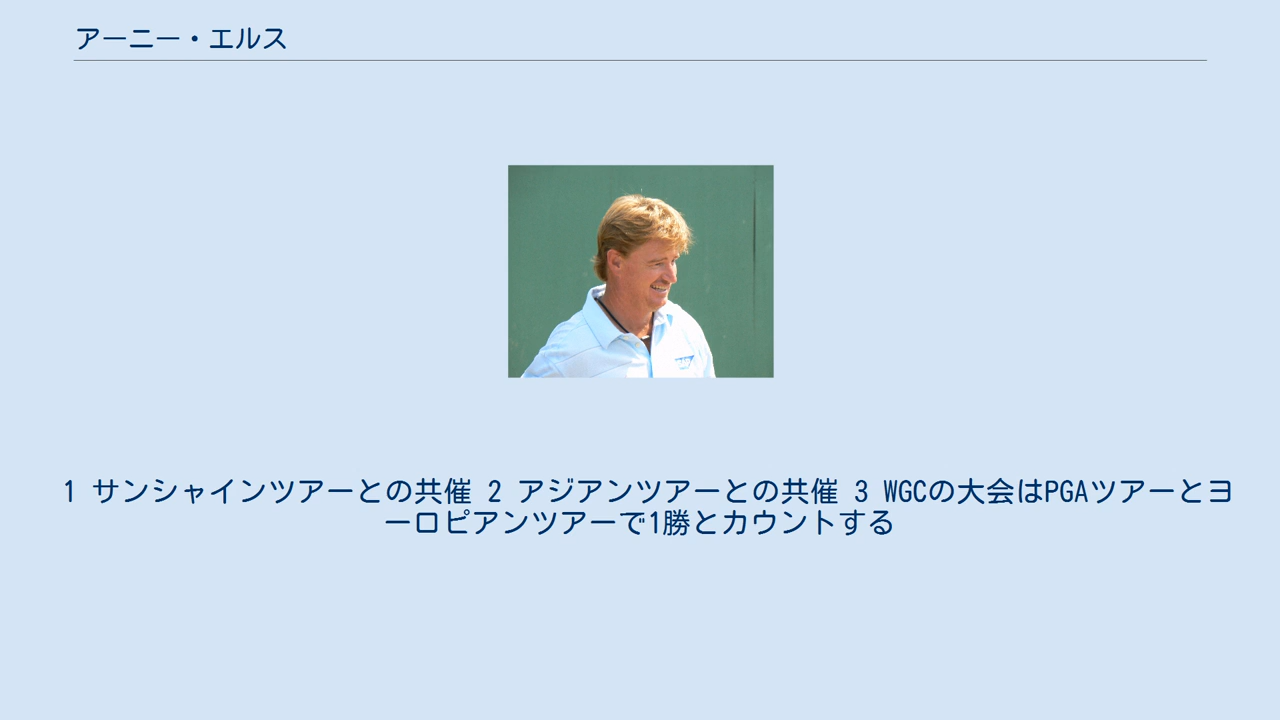 アーニー・エルス
1 サンシャインツアーとの共催 2 アジアンツアーとの共催 3 WGCの大会はPGAツアーとヨ
ーロピアンツアーで1勝とカウントする